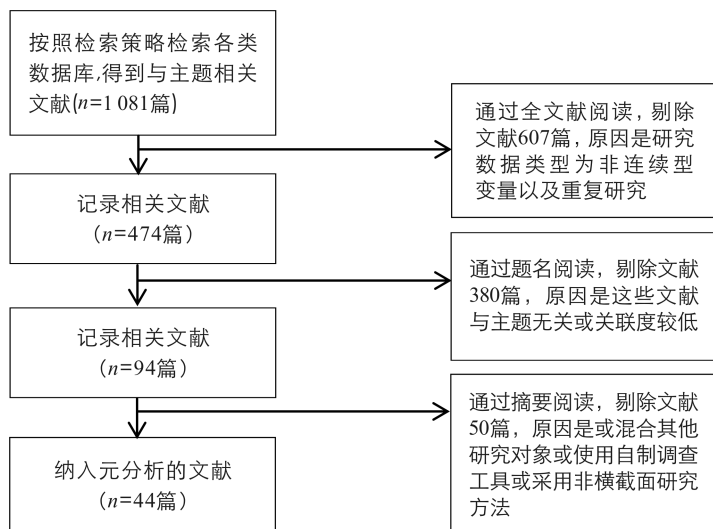 按照检索策略检索各类
数据库,得到与主题相关
文献(n=1 081篇)
通过全文献阅读，剔除
文献607篇，原因是研究
数据类型为非连续型
变量以及重复研究
记录相关文献
(n=474篇)
通过题名阅读，剔除文献
380篇，原因是这些文献
与主题无关或关联度较低
记录相关文献
(n=94篇)
通过摘要阅读，剔除文献
50篇，原因是或混合其他
研究对象或使用自制调查
工具或采用非横截面研究
方法
纳入元分析的文献
(n=44篇)